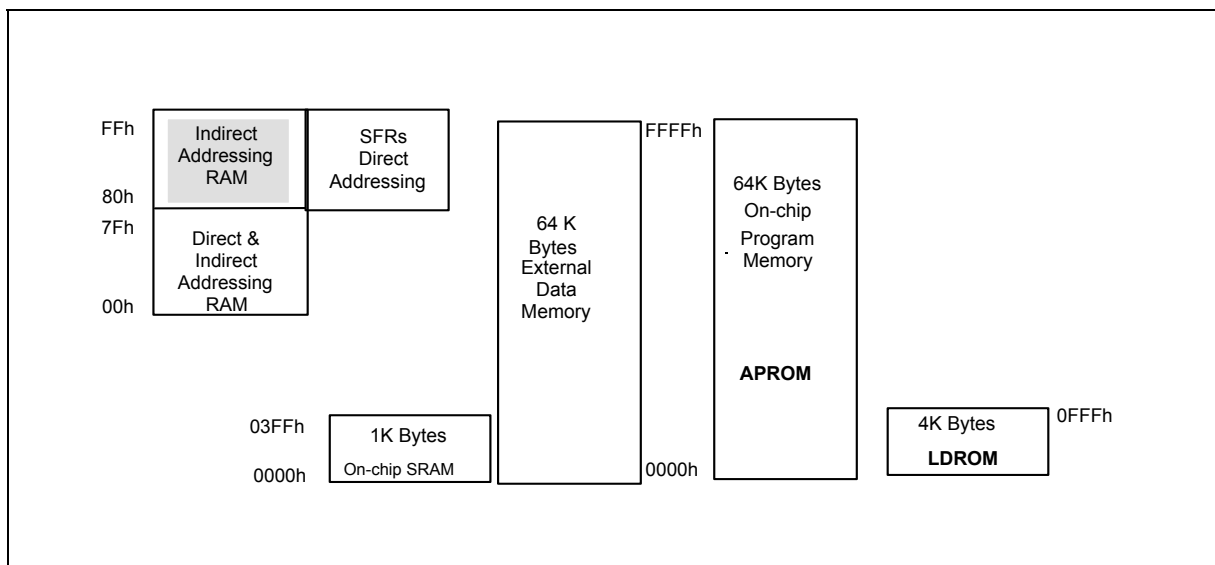 FFh
Indirect
Addressing
RAM
80h
SFRs
Direct
Addressing
7Fh
Direct &
Indirect
Addressing
RAM
00h
03FFh
1K Bytes
On-chip SRAM
0000h
64 K
Bytes
External
Data
Memory
FFFFh
0000h
64K Bytes
On-chip
Program
Memory
APROM
4K Bytes
LDROM
0FFFh